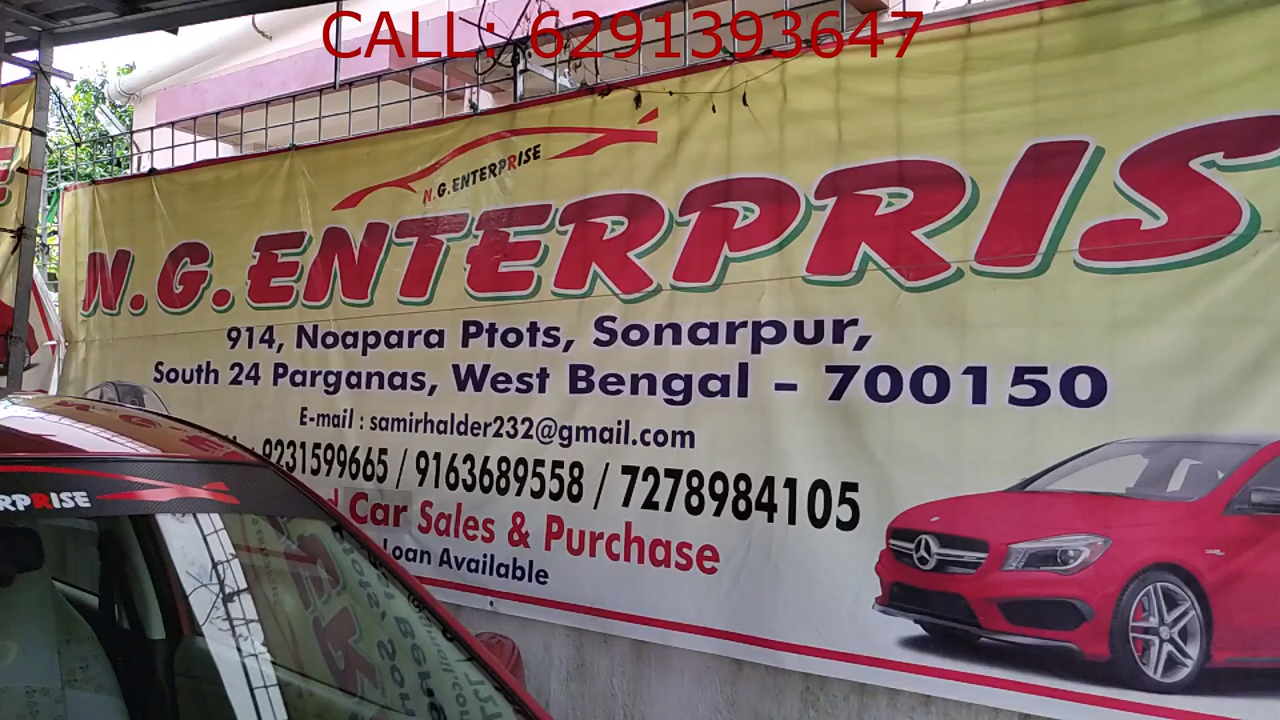 CALL: 6291393647
N.G.ENTERPRISE
N.G.ENTERPRIS
914, Noapara Ptots, Sonarpur,
South 24 Parganas, West Bengal – 700150
E-mail : samirhalder232@gmail.com
9231599665 / 9163689558 / 7278984105
Car Sales & Purchase
Loan Available
RPRISE